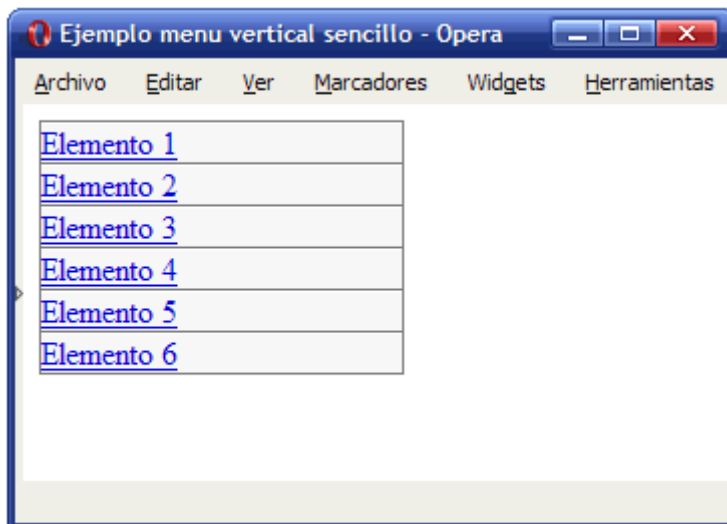 Ejemplo menu vertical sencillo - Opera
Archivo Editar Ver Marcadores Widgets Herramientas
Elemento 1
Elemento 2
Elemento 3
Elemento 4
Elemento 5
Elemento 6